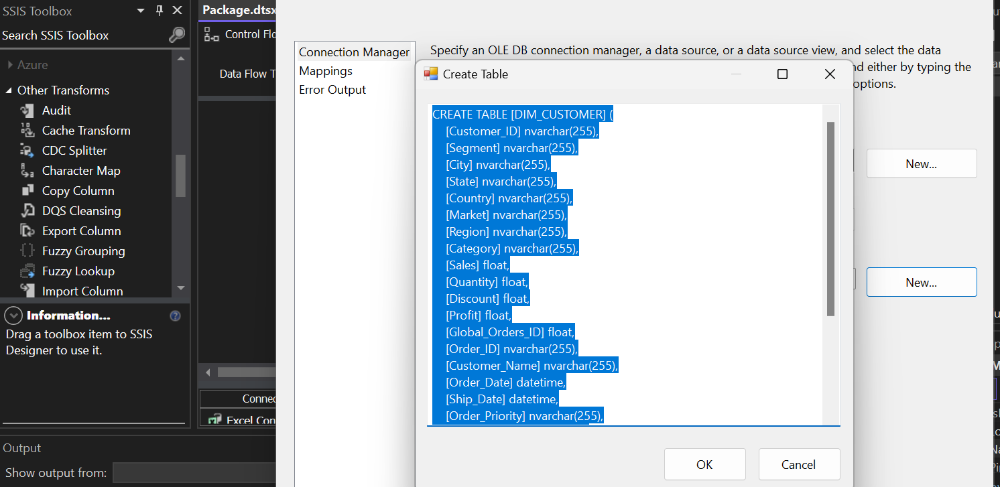 SSIS Toolbox
Search SSIS Toolbox
Azure
Other Transforms
Audit
Cache Transform
CDC Splitter
Character Map
Copy Column
DQS Cleansing
Export Column
Fuzzy Grouping
Fuzzy Lookup
Import Column
Information...
Drag a toolbox item to SSIS
Designer to use it.
Output
Show output from:
Package.dtsx
Control Flo
Data Flow T
Connec
Excel Con
Connection Manager
Mappings
Error Output
Specify an OLE DB connection manager, a data source, or a data source view, and select the data
nd either by typing the
options.
Create Table
CREATE TABLE [DIM_CUSTOMER] (
[Customer_ID] nvarchar(255),
[Segment] nvarchar(255),
[City] nvarchar(255),
[State] nvarchar(255),
[Country] nvarchar(255),
[Market] nvarchar(255),
[Region] nvarchar(255),
[Category] nvarchar(255),
[Sales] float,
[Quantity] float,
[Discount] float,
[Profit] float,
[Global_Orders_ID] float,
[Order_ID] nvarchar(255),
[Customer_Name] nvarchar(255),
[Order_Date] datetime,
[Ship_Date] datetime,
[Order_Priority] nvarchar(255),
OK
Cancel
New...
New...